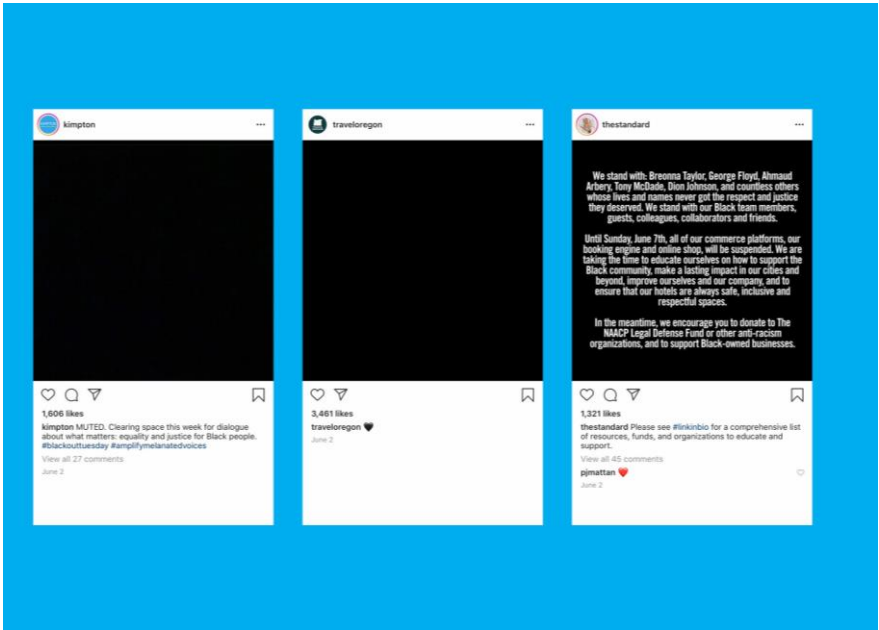 kimpton
1,606 likes
kimpton MUTED. Clearing space this week for dialogue
about what matters: equality and justice for Black people.
#blackouttuesday #amplifymelanatedvoices
View all 27 comments
June 2
traveloregon
3,461 likes
traveloregon 🖤
June 2
thestandard
We stand with: Breonna Taylor, George Floyd, Ahmaud
Arbery, Tony McDade, Dion Johnson, and countless others
whose lives and names never got the respect and justice
they deserved. We stand with our Black team members,
guests, colleagues, collaborators and friends.
Until Sunday, June 7th, all of our commerce platforms, our
booking engine and online shop, will be suspended. We are
taking the time to educate ourselves on how to support the
Black community, make a lasting impact in our cities and
beyond, improve ourselves and our company, and to
ensure that our hotels are always safe, inclusive and
respectful spaces.
In the meantime, we encourage you to donate to The
NAACP Legal Defense Fund or other anti-racism
organizations, and to support Black-owned businesses.
1,321 likes
thestandard Please see #linkinbio for a comprehensive list
of resources, funds, and organizations to educate and
support.
View all 45 comments
pjmattan ❤️
June 2